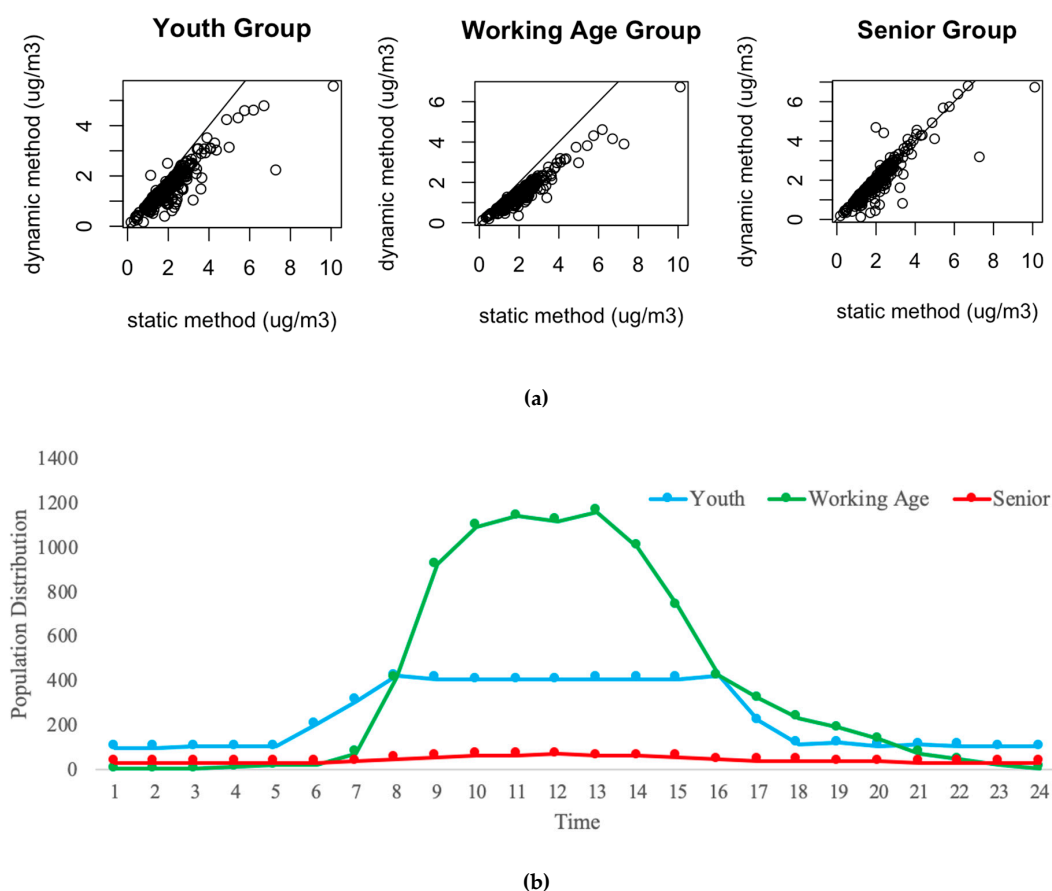 Youth Group
Working Age Group
Senior Group
dynamic method (ug/m3)
0 2 4
0 2 4 6 8 10
static method (ug/m3)
dynamic method (ug/m3)
0 2 4 6
0 2 4 6 8 10
static method (ug/m3)
dynamic method (ug/m3)
0 2 4 6
0 2 4 6 8 10
static method (ug/m3)
(a)
Population Distribution
1400
1200
1000
800
600
400
200
0
Youth Working Age Senior
1 2 3 4 5 6 7 8 9 10 11 12 13 14 15 16 17 18 19 20 21 22 23 24
Time
(b)